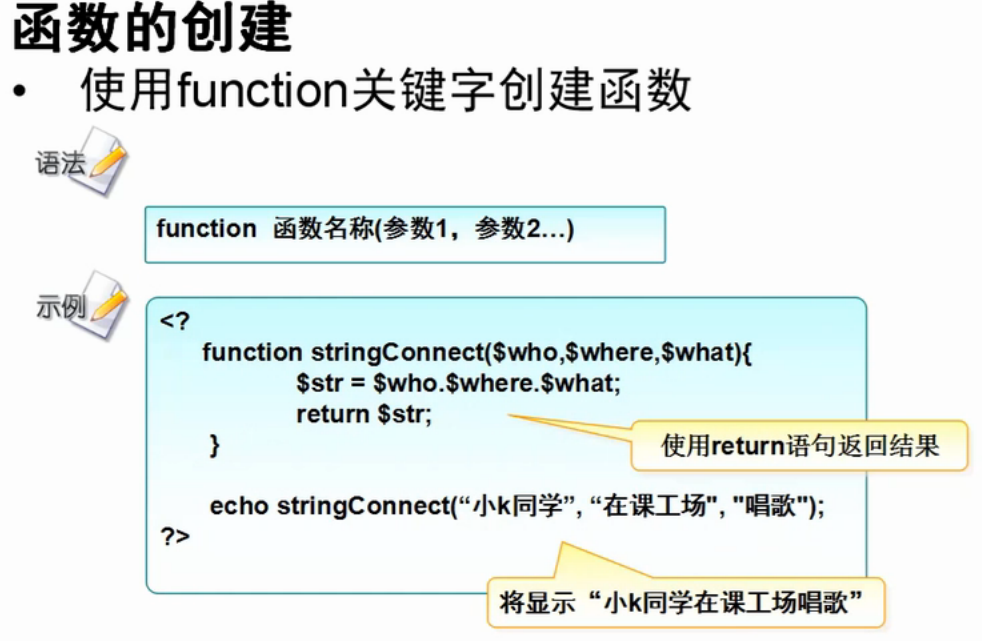 函数的创建
• 使用function关键字创建函数
语法
function 函数名称(参数1，参数2…)
示例
<?
function stringConnect($who,$where,$what){
$str = $who.$where.$what;
return $str;
}
使用return语句返回结果
echo stringConnect(“小k同学”, “在课工场", "唱歌");
?>
将显示“小k同学在课工场唱歌”